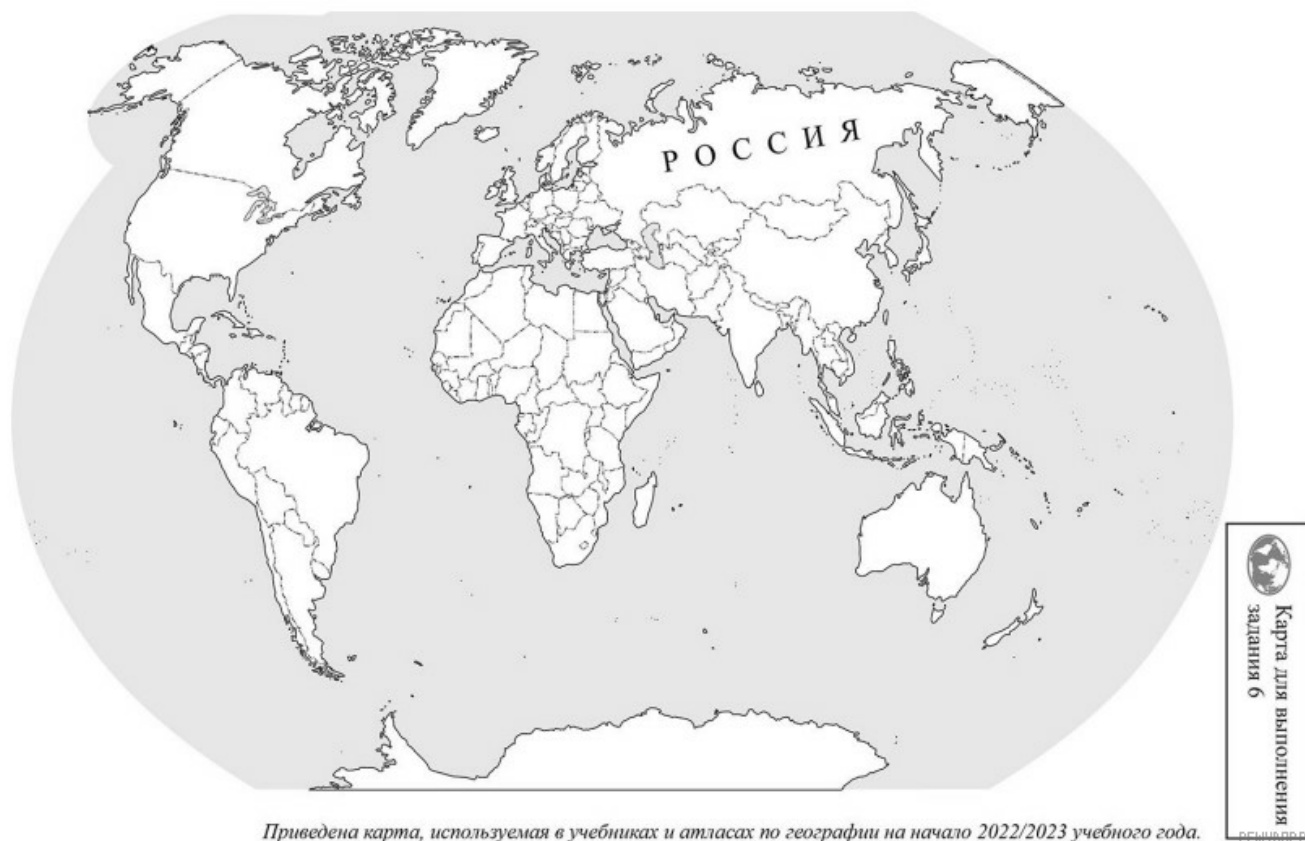 РОССИЯ
Карта для выполнения
задания 6
Приведена карта, используемая в учебниках и атласах по географии на начало 2022/2023 учебного года.